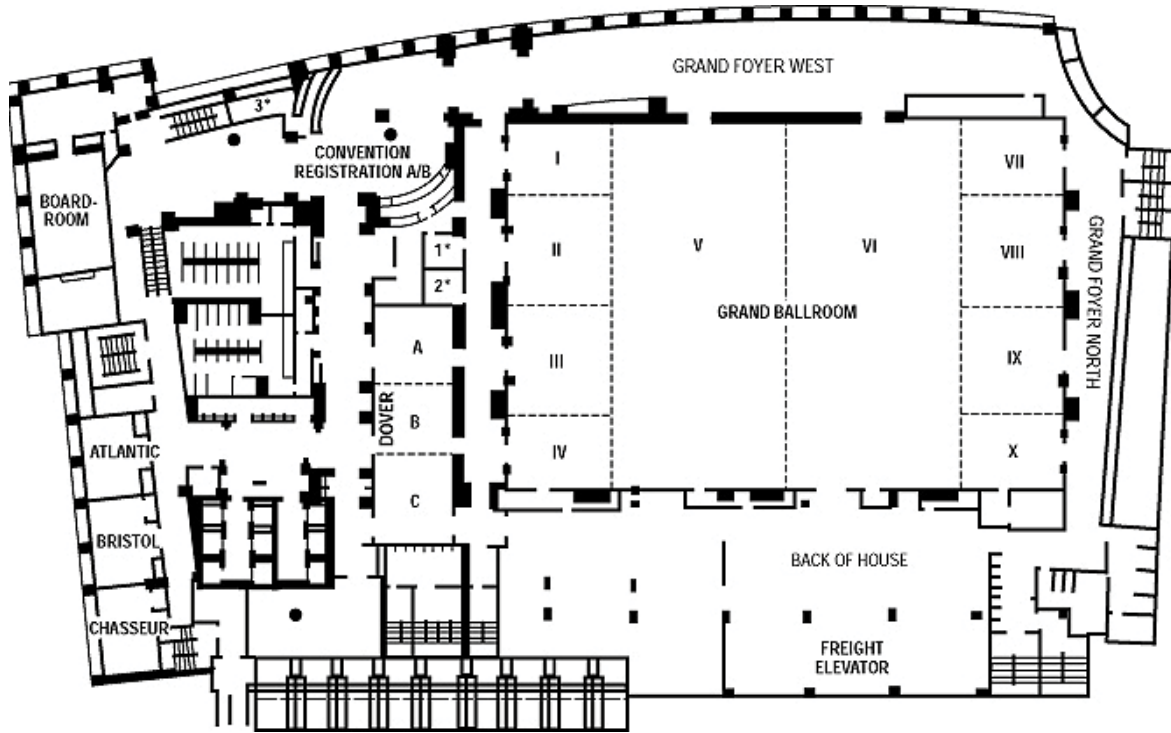 GRAND FOYER WEST
3*
CONVENTION
REGISTRATION A/B
I
VII
BOARD-
ROOM
1*
II
V
VI
VIII
GRAND FOYER NORTH
2*
GRAND BALLROOM
A
III
IX
DOVER
B
ATLANTIC
IV
X
C
BRISTOL
BACK OF HOUSE
CHASSEUR
FREIGHT
ELEVATOR